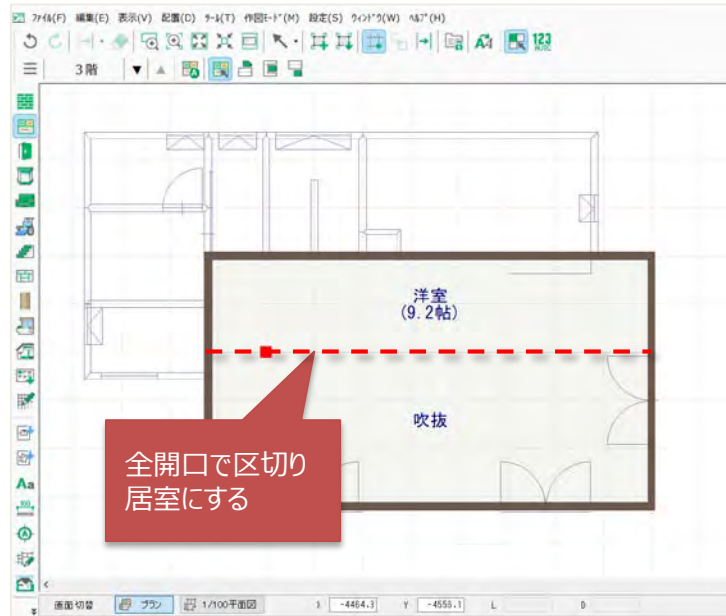 ﾌｧｲﾙ(F) 編集(E) 表示(V) 配置(D) ﾂｰﾙ(T) 作図ﾓｰﾄﾞ(M) 設定(S) ｳｨﾝﾄﾞｳ(W) ﾍﾙﾌﾟ(H)
123
3階
洋室
(9.2帖)
吹抜
全開口で区切り
居室にする
Aa
画面切替 プラン 1/100平面図 X -4464.3 Y -4556.1 L D